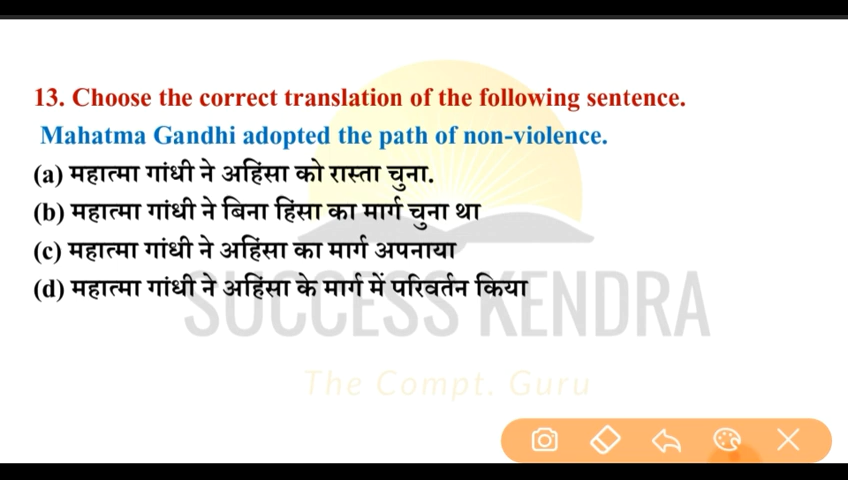 13. Choose the correct translation of the following sentence.
Mahatma Gandhi adopted the path of non-violence.
(a) महात्मा गांधी ने अहिंसा को रास्ता चुना.
(b) महात्मा गांधी ने बिना हिंसा का मार्ग चुना था
(c) महात्मा गांधी ने अहिंसा का मार्ग अपनाया
(d) महात्मा गांधी ने अहिंसा के मार्ग में परिवर्तन किया
SUCCESS KENDRA
The Compt. Guru